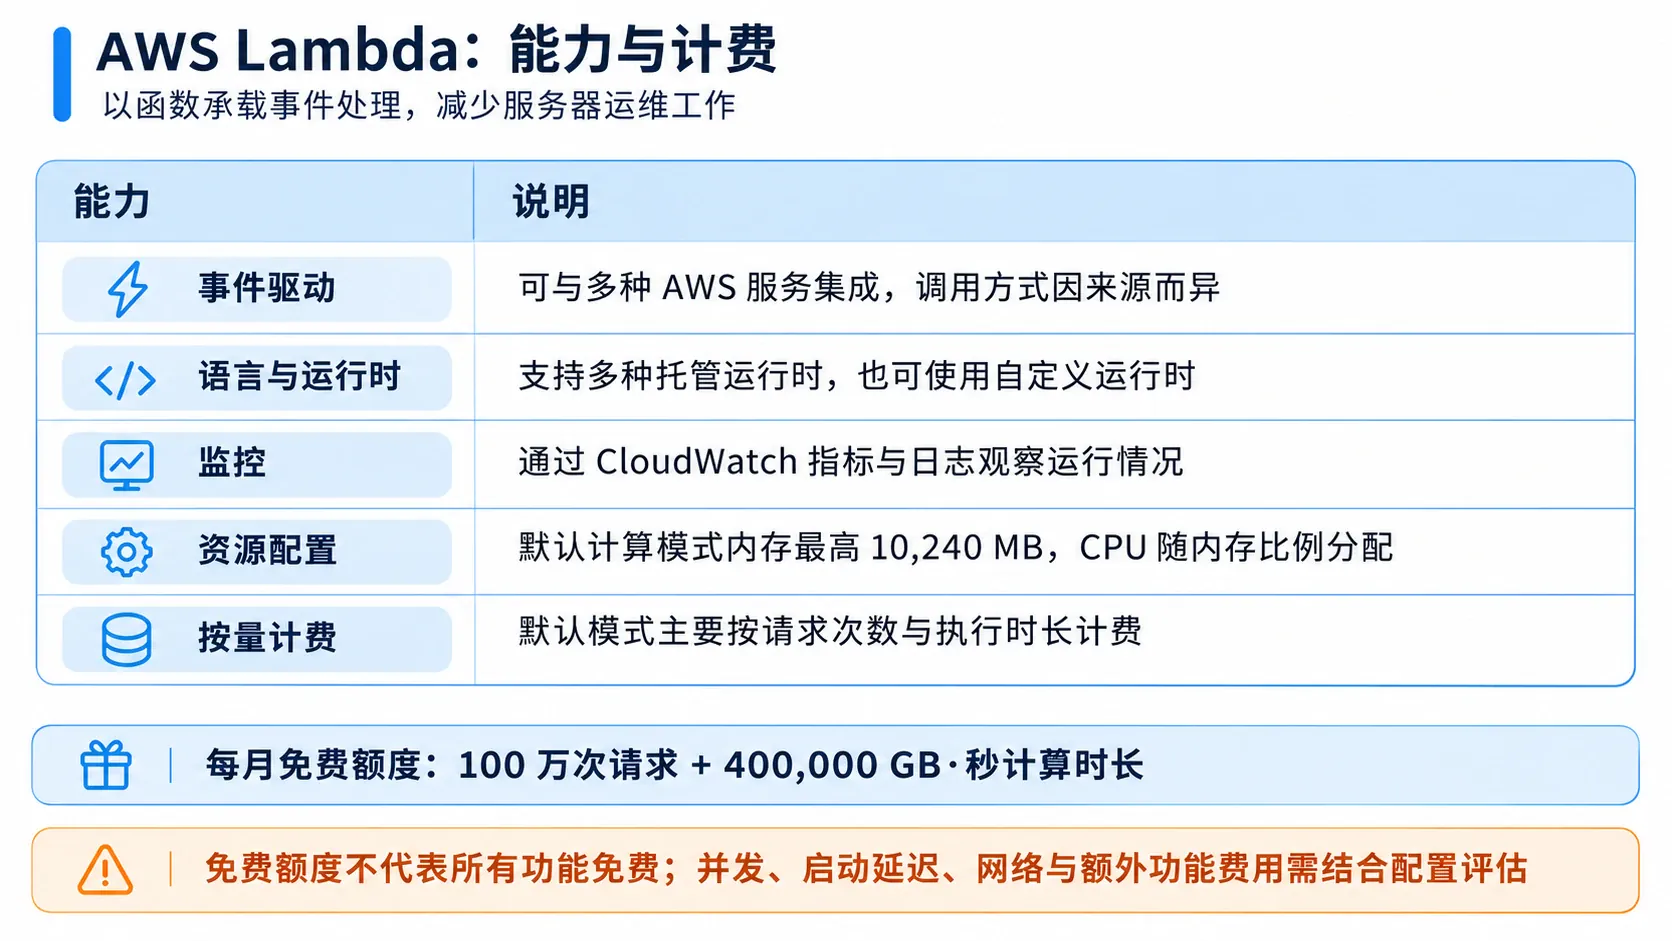 AWS Lambda：能力与计费
以函数承载事件处理，减少服务器运维工作
能力
说明
事件驱动
可与多种 AWS 服务集成，调用方式因来源而异
语言与运行时
支持多种托管运行时，也可使用自定义运行时
监控
通过 CloudWatch 指标与日志观察运行情况
资源配置
默认计算模式内存最高 10,240 MB，CPU 随内存比例分配
按量计费
默认模式主要按请求次数与执行时长计费
每月免费额度：100 万次请求 + 400,000 GB·秒计算时长
免费额度不代表所有功能免费；并发、启动延迟、网络与额外功能费用需结合配置评估